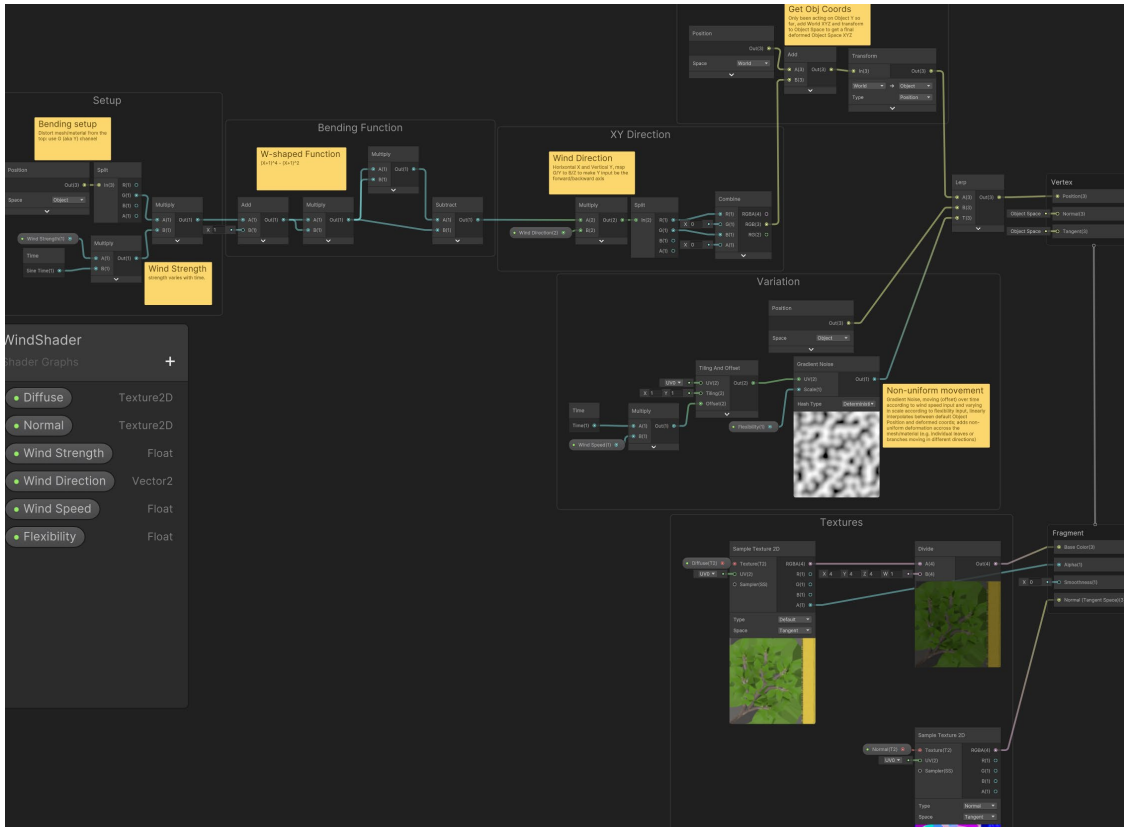 Get Obj Coords
Only been acting on Object Y so
far, add World XYZ and transform
to Object Space to get a final
deformed Object Space XYZ
Position
Out(3)
Space World
Add
A(3) Out(3)
B(3)
Transform
In(3) Out(3)
World Object
Type Position
Setup
Bending setup
Distort mesh/material from the
top: use G (aka Y) channel
Position
Out(3)
Space Object
Split
In(3) R(1)
G(1)
B(1)
A(1)
Multiply
A(1) Out(1)
B(1)
Wind Strength(1)
Time
Sine Time(1)
Multiply
A(1) Out(1)
B(1)
Wind Strength
strength varies with time.
Bending Function
W-shaped Function
(X+1)^4 - (X+1)^2
Multiply
A(1) Out(1)
B(1)
Add
A(1) Out(1)
X 1 B(1)
Multiply
A(1) Out(1)
B(1)
Subtract
A(1) Out(1)
B(1)
XY Direction
Wind Direction
Horizontal X and Vertical Y, map
G/Y to B/Z to make Y input be the
forward/backward axis
Multiply
A(2) Out(2)
Wind Direction(2) B(2)
Split
In(2) R(1)
G(1)
B(1)
A(1)
Combine
R(1) RGBA(4)
X 0 G(1) RGB(3)
B(1) RG(2)
X 0 A(1)
Lerp
A(3) Out(3)
B(3)
T(3)
Vertex
Position(3)
Object Space Normal(3)
Object Space Tangent(3)
Variation
Position
Out(3)
Space Object
Tiling And Offset
UV0 UV(2) Out(2)
X 1 Y 1 Tiling(2)
Offset(2)
Gradient Noise
UV(2) Out(1)
Scale(1)
Hash Type Deterministi
Flexibility(1)
Time
Time(1)
Wind Speed(1)
Multiply
A(1) Out(1)
B(1)
Non-uniform movement
Gradient Noise, moving (offset) over time
according to wind speed input and varying
in scale according to flexibility input, linearly
interpolates between default Object
Position and deformed coords; adds non-
uniform deformation accross the
mesh/material (e.g. individual leaves or
branches moving in different directions)
WindShader
Shader Graphs +
Diffuse Texture2D
Normal Texture2D
Wind Strength Float
Wind Direction Vector2
Wind Speed Float
Flexibility Float
Textures
Sample Texture 2D
Diffuse(T2) Texture(T2) RGBA(4)
UV0 UV(2) R(1)
Sampler(SS) G(1)
B(1)
A(1)
Type Default
Space Tangent
Divide
A(4) Out(4)
X 4 Y 4 Z 4 W 1 B(4)
Fragment
Base Color(3)
Alpha(1)
X 0 Smoothness(1)
Normal (Tangent Space)(3
Sample Texture 2D
Normal(T2) Texture(T2) RGBA(4)
UV0 UV(2) R(1)
Sampler(SS) G(1)
B(1)
A(1)
Type Normal
Space Tangent